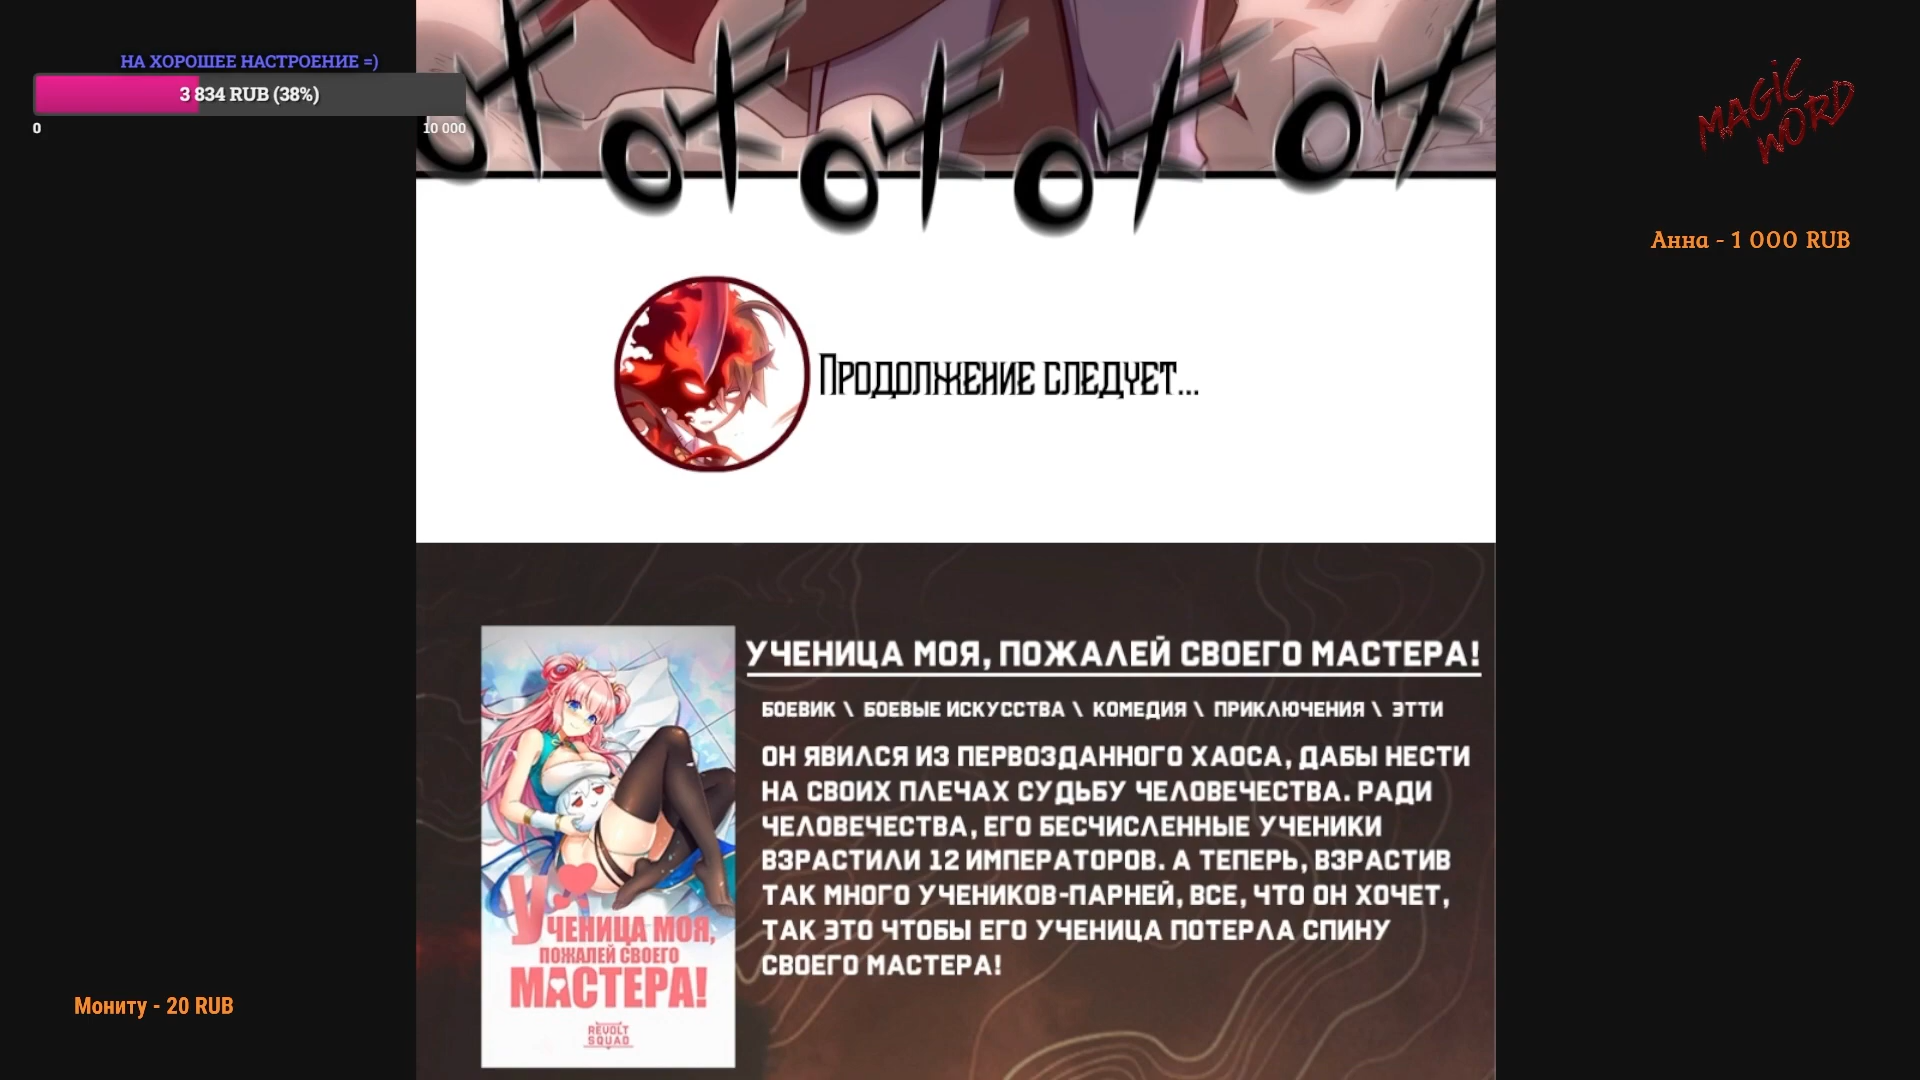 НА ХОРОШЕЕ НАСТРОЕНИЕ =)
3 834 RUB (38%)
0
10 000
MAGIC
WORD
Анна - 1 000 RUB
Продолжение следует...
УЧЕНИЦА МОЯ, ПОЖАЛЕЙ СВОЕГО МАСТЕРА!
БОЕВИК \ БОЕВЫЕ ИСКУССТВА \ КОМЕДИЯ \ ПРИКЛЮЧЕНИЯ \ ЭТТИ
ОН ЯВИЛСЯ ИЗ ПЕРВОЗДАННОГО ХАОСА, ДАБЫ НЕСТИ
НА СВОИХ ПЛЕЧАХ СУДЬБУ ЧЕЛОВЕЧЕСТВА. РАДИ
ЧЕЛОВЕЧЕСТВА, ЕГО БЕСЧИСЛЕННЫЕ УЧЕНИКИ
ВЗРАСТИЛИ 12 ИМПЕРАТОРОВ. А ТЕПЕРЬ, ВЗРАСТИВ
ТАК МНОГО УЧЕНИКОВ-ПАРНЕЙ, ВСЕ, ЧТО ОН ХОЧЕТ,
ТАК ЭТО ЧТОБЫ ЕГО УЧЕНИЦА ПОТЕРЛА СПИНУ
СВОЕГО МАСТЕРА!
УЧЕНИЦА МОЯ,
ПОЖАЛЕЙ СВОЕГО
МАСТЕРА!
REVOLT
SQUAD
Мониту - 20 RUB